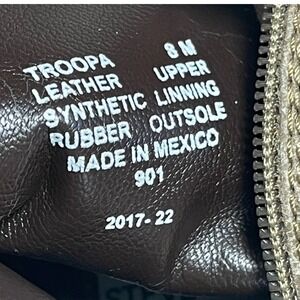 TROOPA 8 M
LEATHER UPPER
SYNTHETIC LINNING
RUBBER OUTSOLE
MADE IN MEXICO
901
2017-22